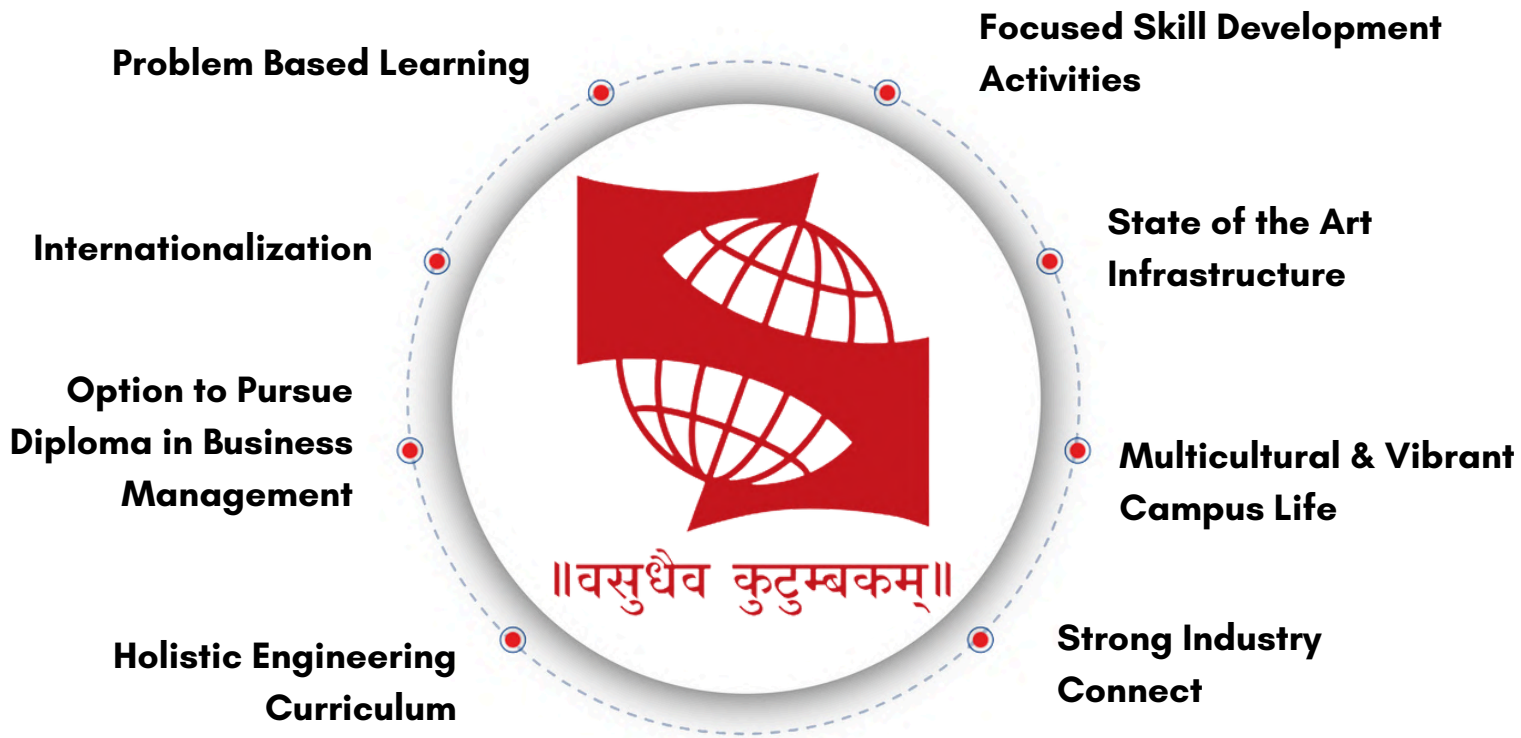 Problem Based Learning
Focused Skill Development
Activities
Internationalization
State of the Art
Infrastructure
Option to Pursue
Diploma in Business
Management
Multicultural & Vibrant
Campus Life
॥वसुधैव कुटुम्बकम्॥
Holistic Engineering
Curriculum
Strong Industry
Connect